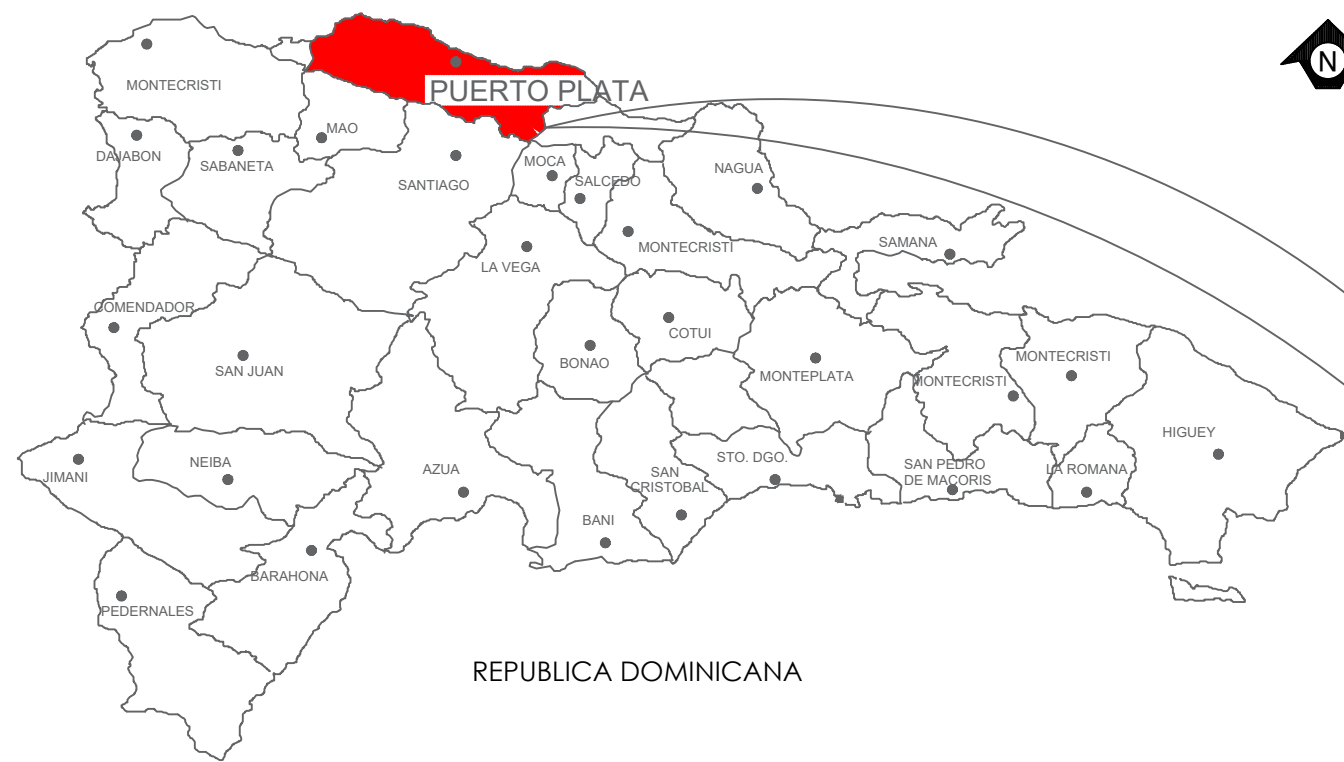 N
PUERTO PLATA
MONTECRISTI
MAO
DAJABON
SABANETA
MOCA
NAGUA
SANTIAGO
SALCEDO
MONTECRISTI
SAMANA
LA VEGA
COMENDADOR
COTUI
MONTECRISTI
BONAO
SAN JUAN
MONTEPLATA
MONTECRISTI
HIGUEY
NEIBA
STO. DGO.
AZUA
SAN
CRISTOBAL
SAN PEDRO
DE MACORIS
LA ROMANA
JIMANI
BANI
BARAHONA
PEDERNALES
REPUBLICA DOMINICANA